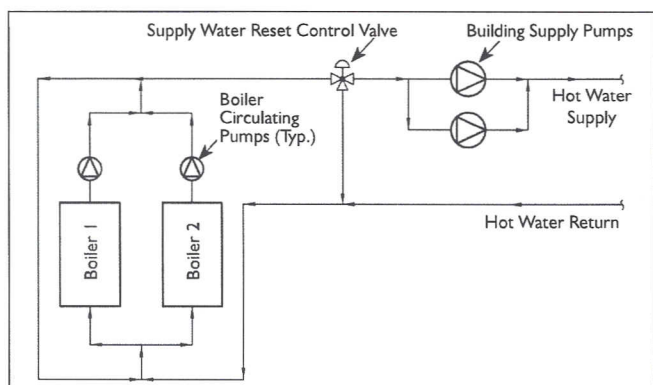 Supply Water Reset Control Valve
Building Supply Pumps
Hot Water
Supply
Boiler
Circulating
Pumps (Typ.)
Hot Water Return
Boiler 1
Boiler 2